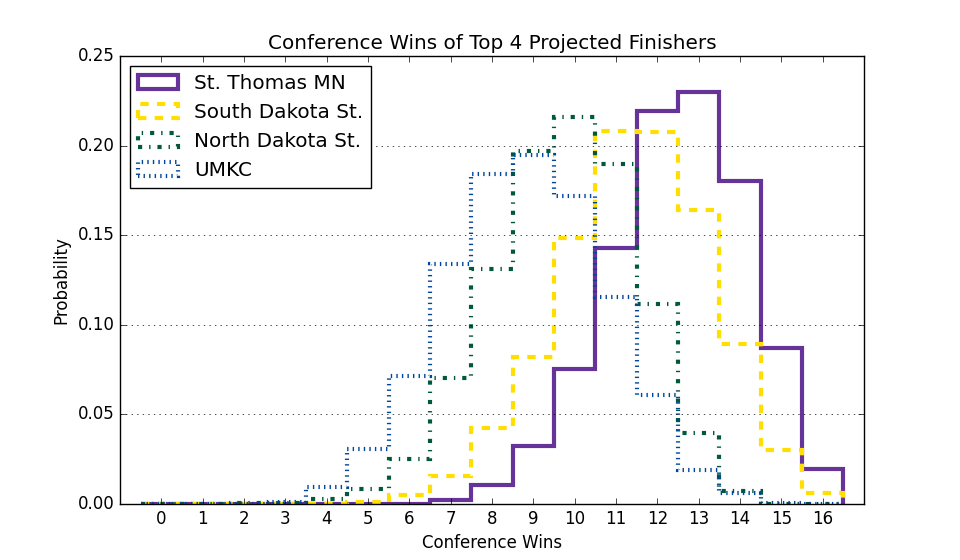 Conference Wins of Top 4 Projected Finishers
St. Thomas MN
South Dakota St.
North Dakota St.
UMKC
Probability
0.25
0.20
0.15
0.10
0.05
0.00
0 1 2 3 4 5 6 7 8 9 10 11 12 13 14 15 16
Conference Wins